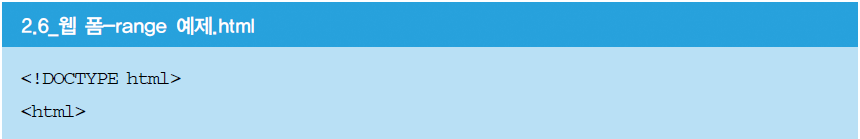 2.6_웹 폼-range 예제.html
<!DOCTYPE html>
<html>